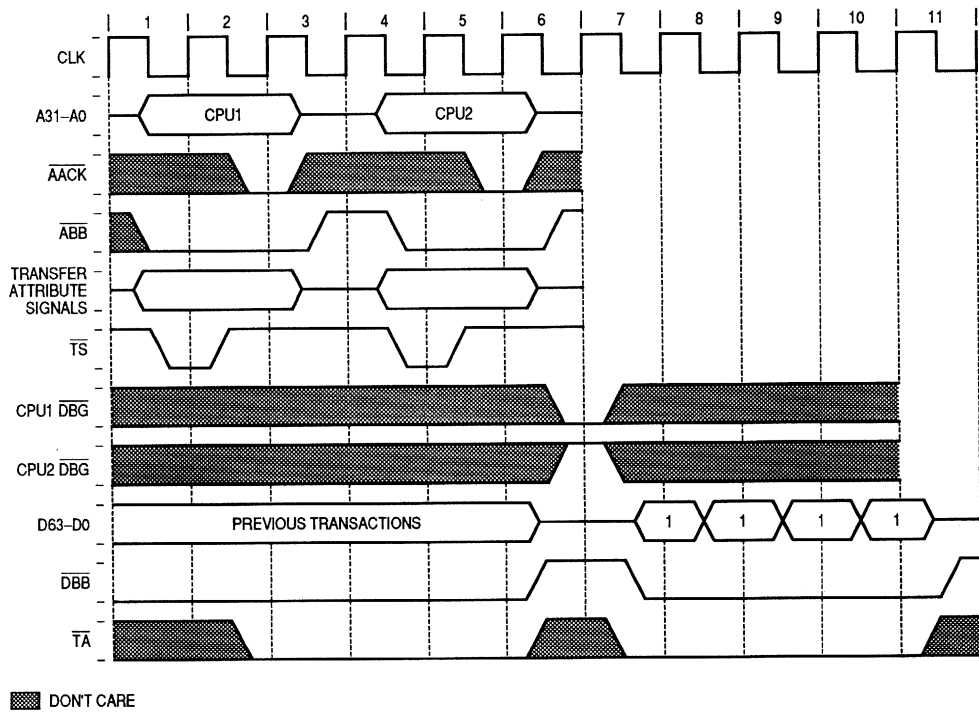 1 2 3 4 5 6 7 8 9 10 11
CLK
A31–A0 CPU1 CPU2
AACK
ABB
TRANSFER
ATTRIBUTE
SIGNALS
TS
CPU1 DBG
CPU2 DBG
D63–D0 PREVIOUS TRANSACTIONS 1 1 1 1
DBB
TA
DON'T CARE